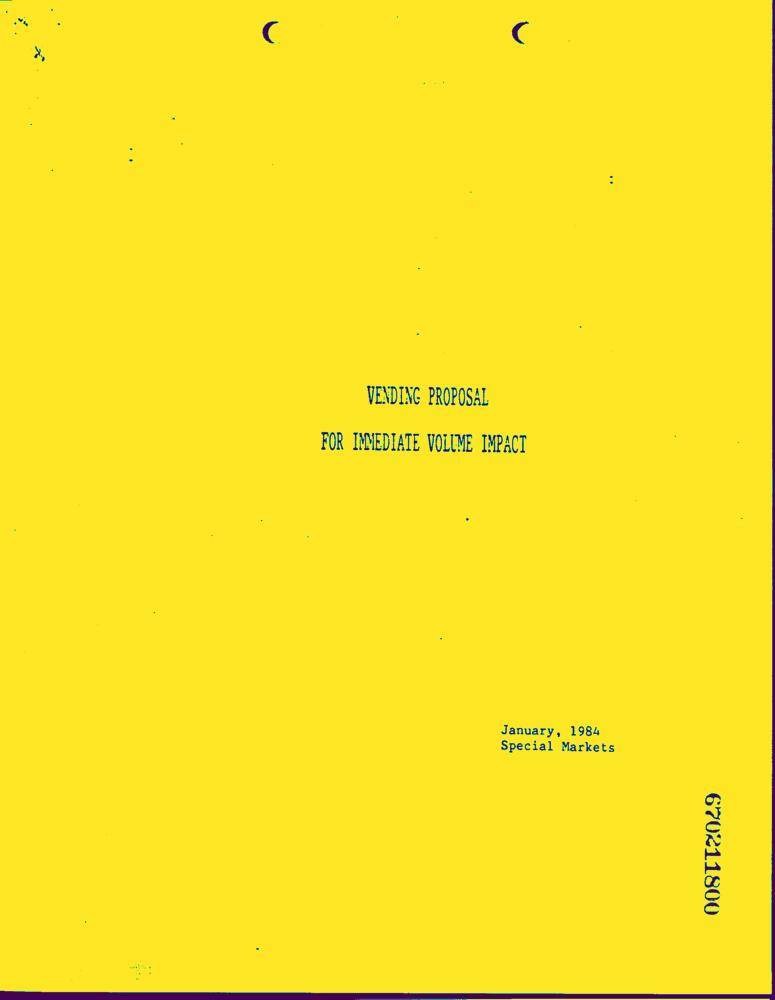 VENDING PROPOSAL
FOR IMMEDIATE VOLUME IMPACT
January, 1984
Special Markets
670211800